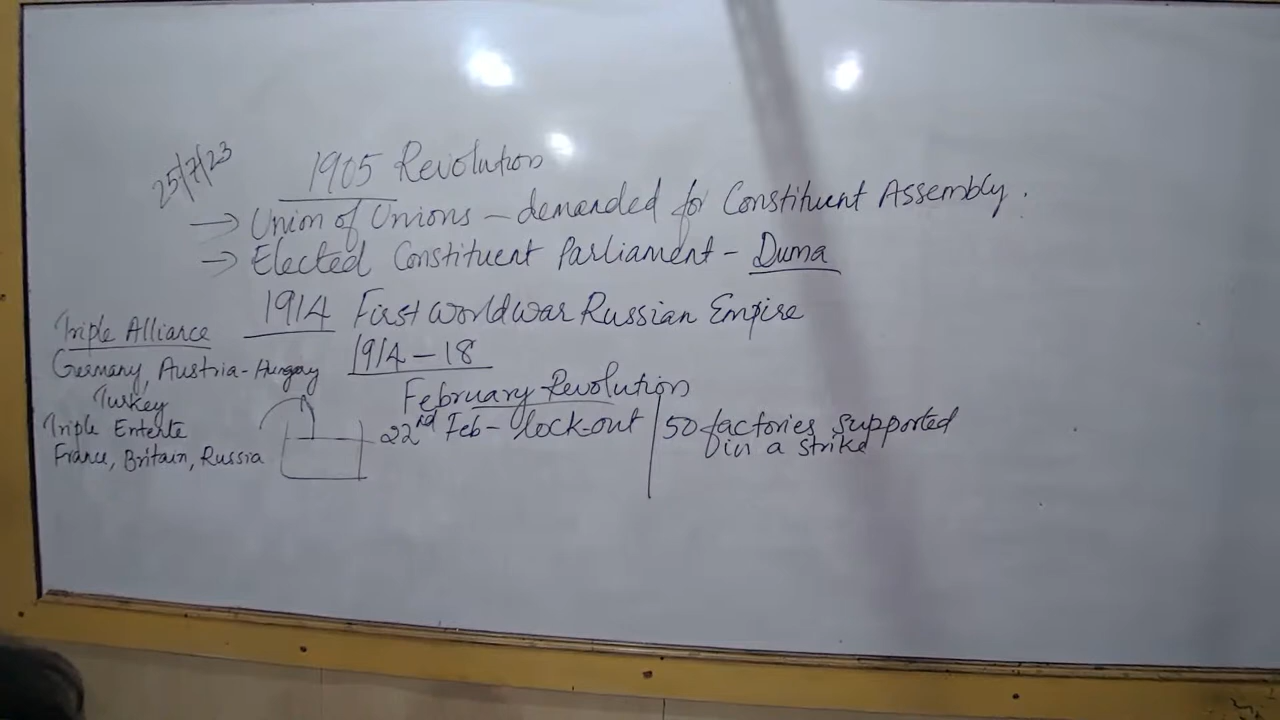 25/7/23
1905 Revolution
→ Union of Unions – demanded for Constituent Assembly.
→ Elected Constituent Parliament – Duma
1914 First world war Russian Empire
1914 – 18
Triple Alliance
Germany, Austria-Hungay
Turkey
Triple Entente
France, Britain, Russia
February Revolution
22nd Feb – lock-out
50 factories supported
in a strike